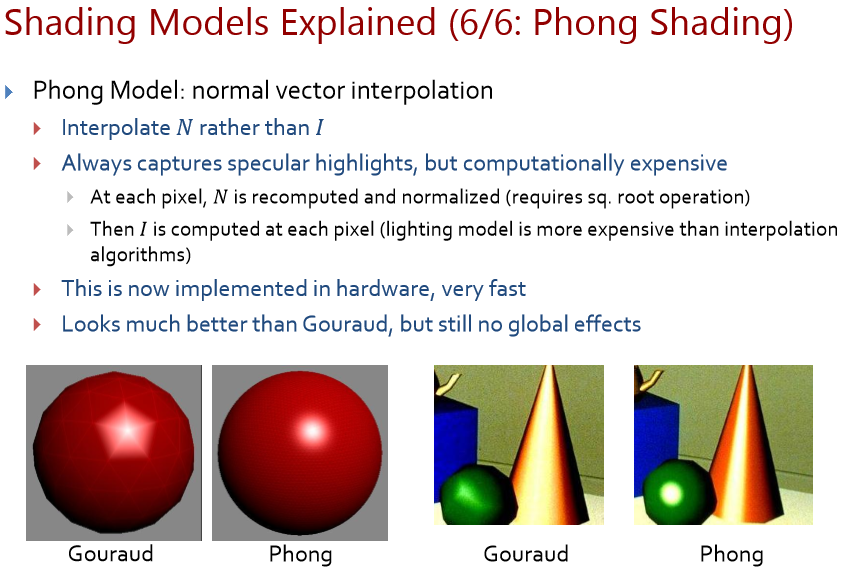 Shading Models Explained (6/6: Phong Shading)
Phong Model: normal vector interpolation
Interpolate N rather than I
Always captures specular highlights, but computationally expensive
At each pixel, N is recomputed and normalized (requires sq. root operation)
Then I is computed at each pixel (lighting model is more expensive than interpolation
algorithms)
This is now implemented in hardware, very fast
Looks much better than Gouraud, but still no global effects
Gouraud Phong Gouraud Phong